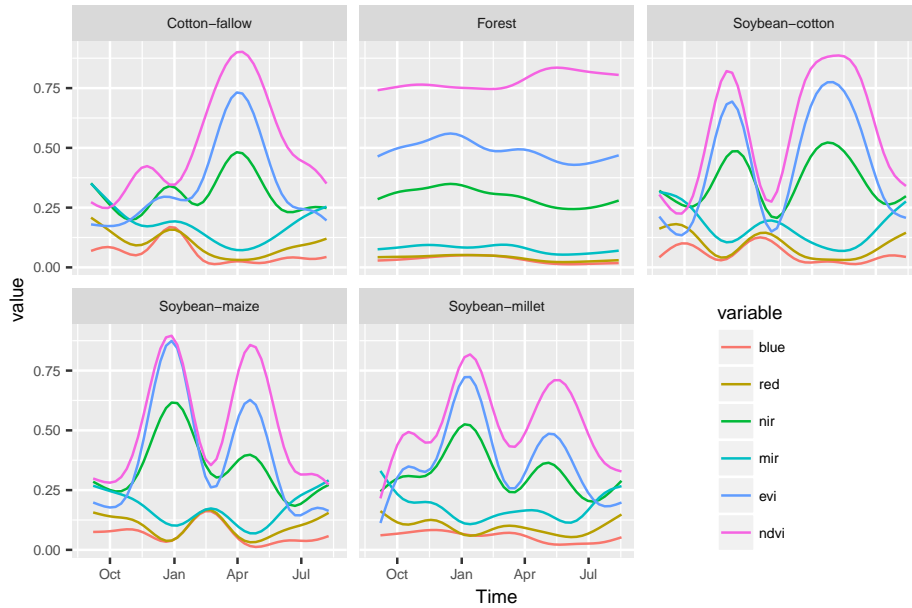 Cotton−fallow
Forest
Soybean−cotton
0.75
0.50
0.25
0.00
value
Soybean−maize
Soybean−millet
0.75
0.50
0.25
0.00
Oct
Jan
Apr
Jul
Oct
Jan
Apr
Jul
Time
variable
blue
red
nir
mir
evi
ndvi